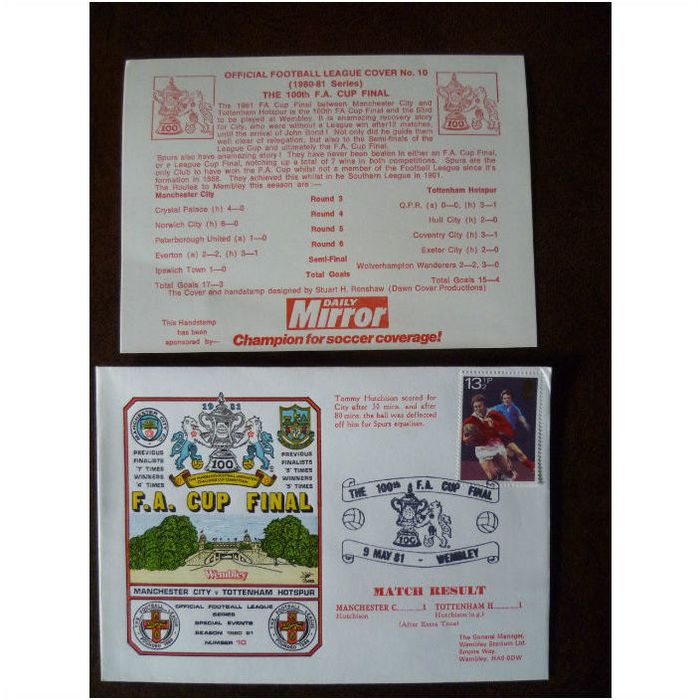 OFFICIAL FOOTBALL LEAGUE COVER No. 10
(1980-81 Series)
THE 100th F.A. CUP FINAL
The 1981 FA Cup Final between Manchester City and
Tottenham Hotspur is the 100th FA Cup Final and the 53rd
to be played at Wembley. It is anamazing recovery story
for City, who were without a League win after12 matches,
until the arrival of John Bond! Not only did he guide them
well clear of relegation, but also to the Semi-Finals of the
League Cup and ultimately the F.A. Cup Final.
Spurs also have anamazing story! They have never been beaten in either an F.A. Cup Final,
or a League Cup Final, notching up a total of 7 wins in both competitions. Spurs are the
only Club to have won the F.A. Cup whilst not a member of the Football League since it's
formation in 1888. They achieved this whilst in he Southern League in 1901.
The Routes to Wembley this season are :—
Manchester City Tottenham Hotspur
Crystal Palace (h) 4—0 Round 3 Q.P.R. (a) 0—0, (h) 3—1
Norwich City (h) 6—0 Round 4 Hull City (h) 2—0
Peterborough United (a) 1—0 Round 5 Coventry City (h) 3—1
Everton (a) 2—2, (h) 3—1 Round 6 Exeter City (h) 2—0
Ipswich Town 1—0 Semi-Final Wolverhampton Wanderers 2—2, 3—0
Total Goals 17—3 Total Goals Total Goals 15—4
The Cover and handstamp designed by Stuart H. Renshaw (Dawn Cover Productions)
This Handstamp
has been
sponsored by—
DAILY
Mirror
Champion for soccer coverage!
1981
100
PREVIOUS
FINALISTS
'7' TIMES
WINNERS
'4' TIMES
PREVIOUS
FINALISTS
'5' TIMES
WINNERS
'5' TIMES
F.A. CUP FINAL
Wembley
MANCHESTER CITY v TOTTENHAM HOTSPUR
OFFICIAL FOOTBALL LEAGUE
SERIES
SPECIAL EVENTS
SEASON 1980 81
NUMBER 10
THE FOOTBALL LEAGUE
THE FOOTBALL LEAGUE
Tommy Hutchison scored for
City after 30 mins. and after
80 mins. the ball was deflected
off him for Spurs equaliser.
13½P
THE 100th F.A. CUP FINAL
100
9 MAY 81 - WEMBLEY
MATCH RESULT
MANCHESTER C.......1 TOTTENHAM H..........1
Hutchison Hutchison (o.g.)
(After Extra Time)
The General Manager,
Wembley Stadium Ltd.
Empire Way,
Wembley, HA9 0DW